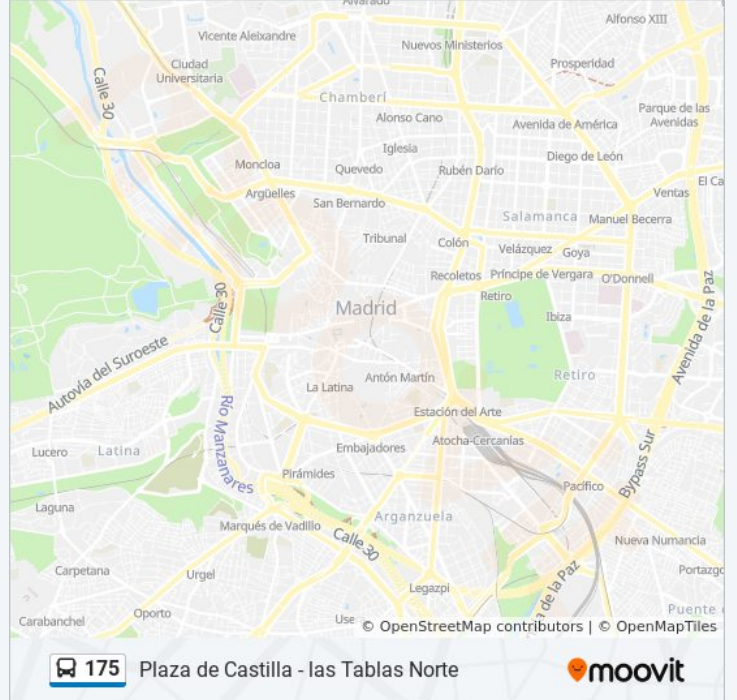 Alvarado
Alfonso XIII
Vicente Aleixandre
Nuevos Ministerios
Ciudad
Universitaria
Prosperidad
Calle 30
Chamberí
Parque de las
Avenidas
Alonso Cano
Avenida de América
Iglesia
Diego de León
Moncloa
Quevedo
Rubén Darío
El Ca
Argüelles
Ventas
San Bernardo
Salamanca
Manuel Becerra
Tribunal
Colón
Velázquez
Goya
Recoletos
Príncipe de Vergara
O'Donnell
Retiro
Calle 30
Madrid
Ibiza
Avenida de la Paz
Autovía del Suroeste
Retiro
La Latina
Antón Martín
Estación del Arte
Río Manzanares
Atocha-Cercanías
Lucero
Latina
Embajadores
Bypass Sur
Pirámides
Pacífico
Laguna
Arganzuela
Marqués de Vadillo
Calle 30
Nueva Numancia
Carpetana
Urgel
Portazgo
Legazpi
a de la Paz
Oporto
Puente
Carabanchel
Use
© OpenStreetMap contributors | © OpenMapTiles
175 Plaza de Castilla - las Tablas Norte
moovit